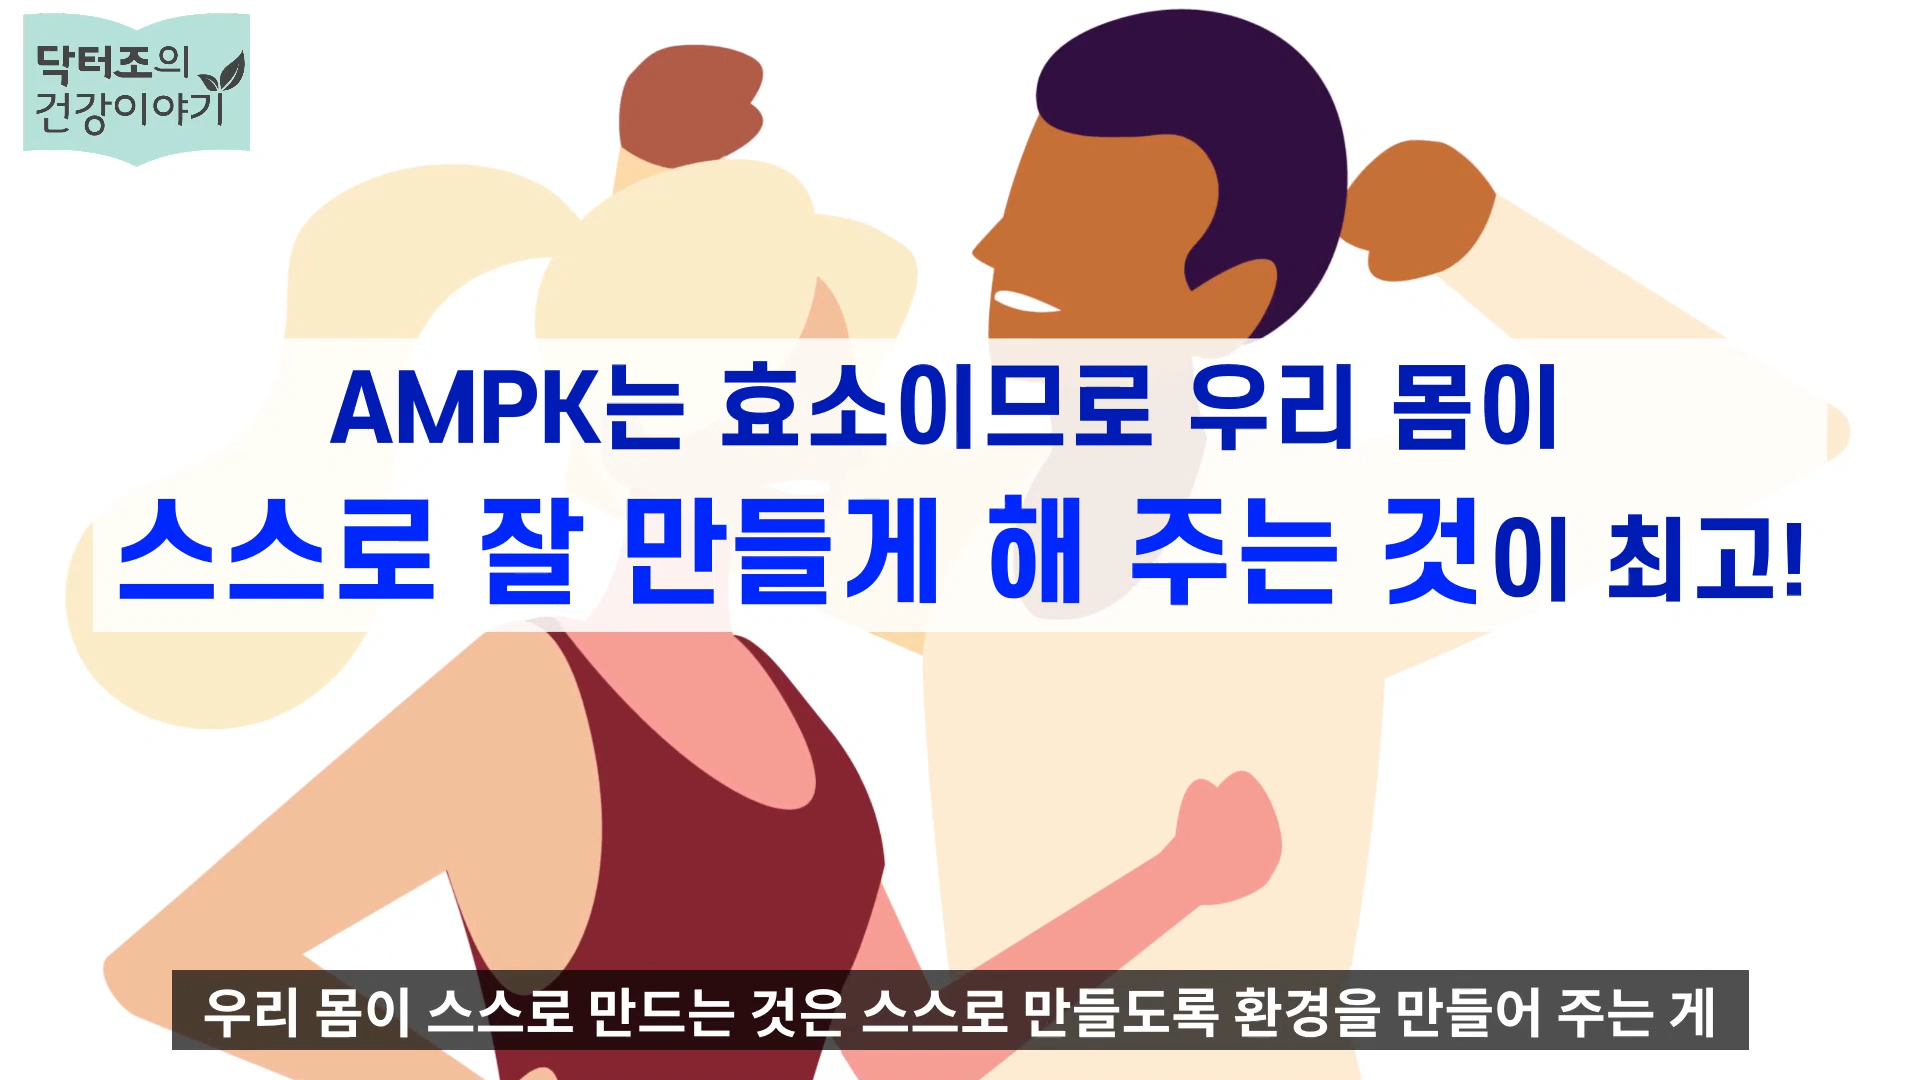 닥터조의
건강이야기
AMPK는 효소이므로 우리 몸이
스스로 잘 만들게 해 주는 것이 최고!
우리 몸이 스스로 만드는 것은 스스로 만들도록 환경을 만들어 주는 게